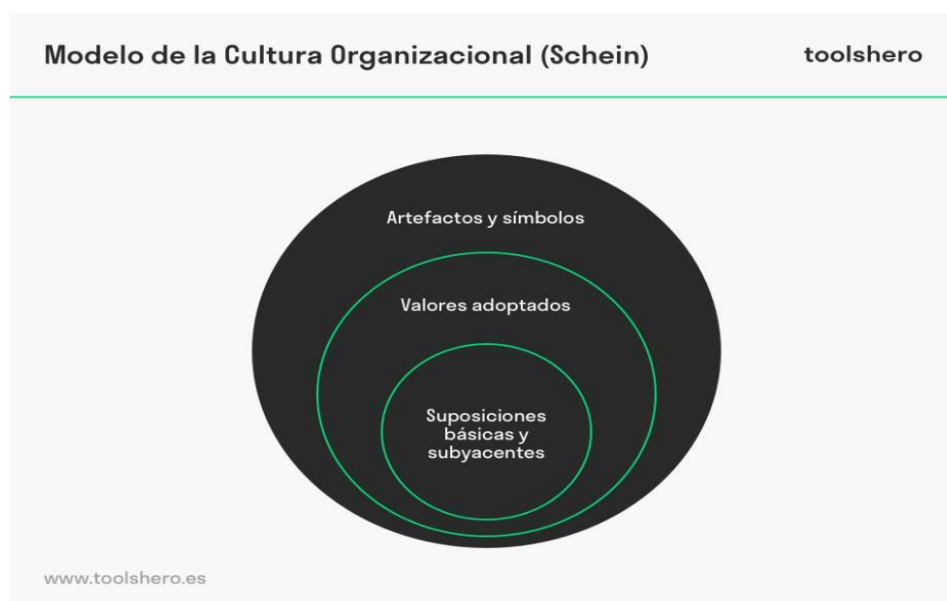 Modelo de la Cultura Organizacional (Schein)
toolshero
Artefactos y símbolos
Valores adoptados
Suposiciones
básicas y
subyacentes
www.toolshero.es